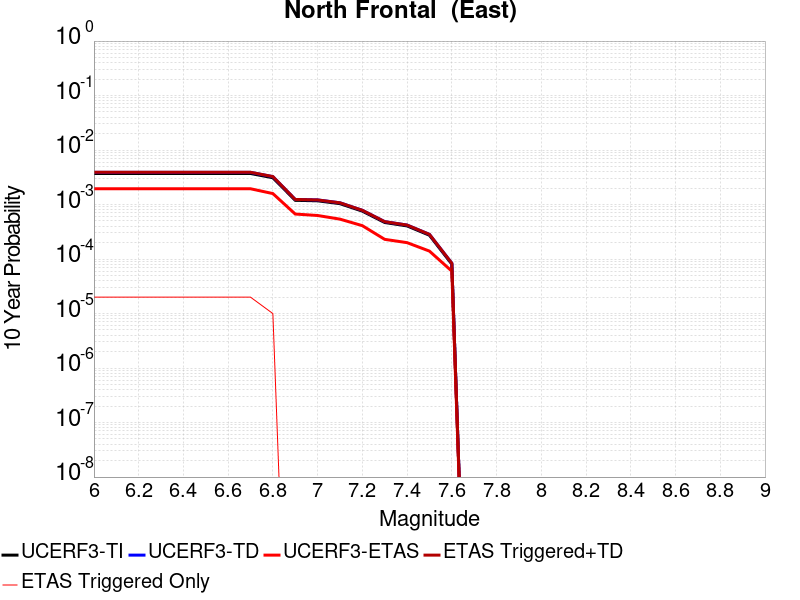 North Frontal  (East)
10^0
10^-1
10^-2
10^-3
10^-4
10^-5
10^-6
10^-7
10^-8
10 Year Probability
6 6.2 6.4 6.6 6.8 7 7.2 7.4 7.6 7.8 8 8.2 8.4 8.6 8.8 9
Magnitude
UCERF3-TI UCERF3-TD UCERF3-ETAS ETAS Triggered+TD
ETAS Triggered Only